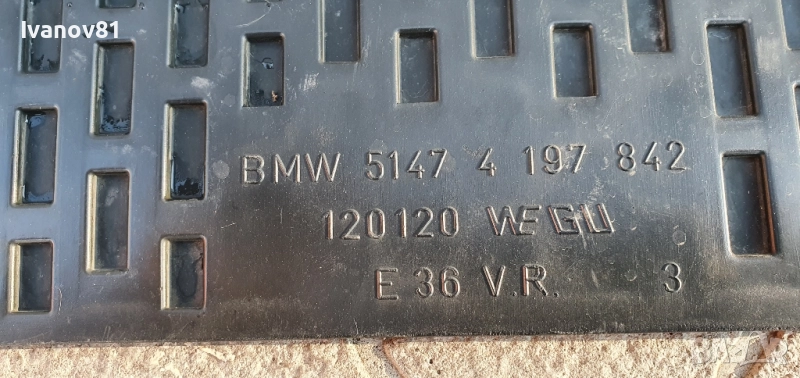 Ivanov81
BMW 5147 4 197 842
120120 WEGU
E 36 V.R. 3